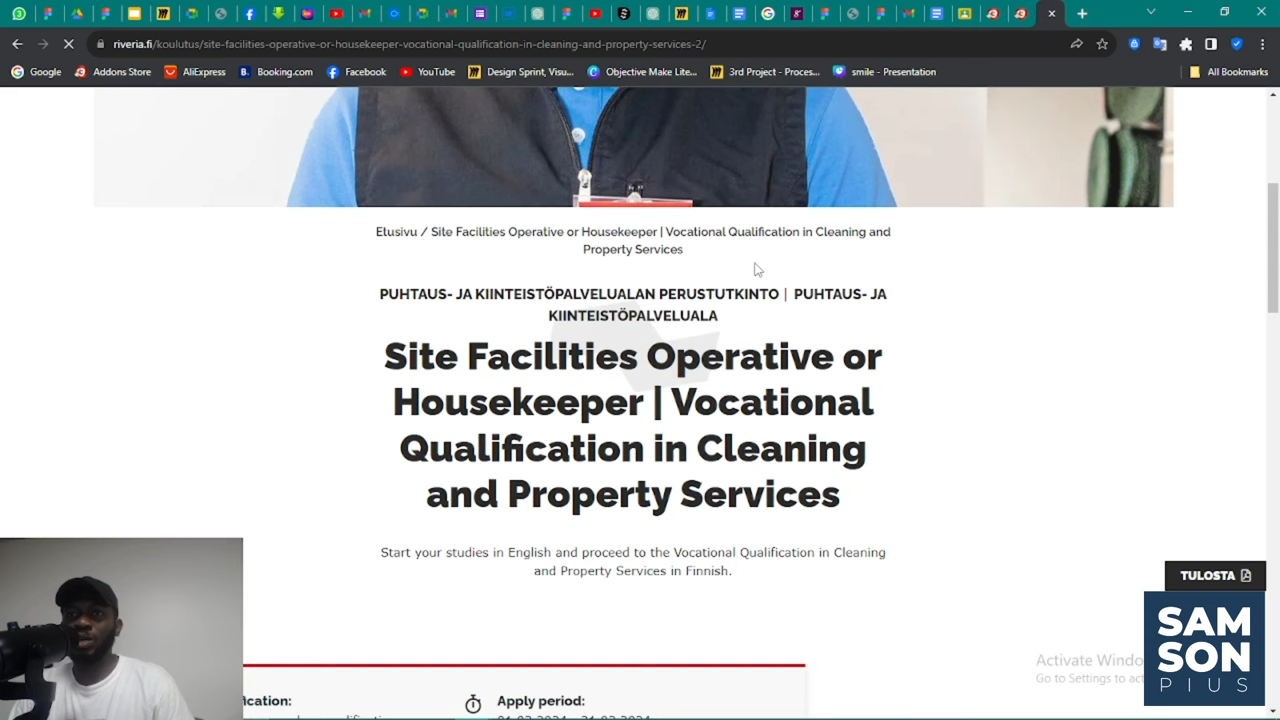 riveria.fi/koulutus/site-facilities-operative-or-housekeeper-vocational-qualification-in-cleaning-and-property-services-2/
Google
Addons Store
AliExpress
Booking.com
Facebook
YouTube
Design Sprint, Visu...
Objective Make Lite...
3rd Project - Proces...
smile - Presentation
All Bookmarks
Etusivu / Site Facilities Operative or Housekeeper | Vocational Qualification in Cleaning and
Property Services
PUHTAUS- JA KIINTEISTÖPALVELUALAN PERUSTUTKINTO | PUHTAUS- JA
KIINTEISTÖPALVELUALA
Site Facilities Operative or
Housekeeper | Vocational
Qualification in Cleaning
and Property Services
Start your studies in English and proceed to the Vocational Qualification in Cleaning
and Property Services in Finnish.
TULOSTA
SAM
SON
PIUS
Activate Windo
Go to Settings to act
ication:
Apply period: